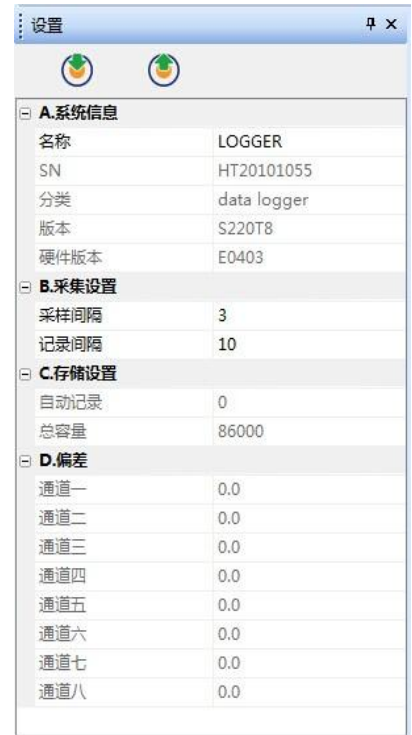 设置
A.系统信息
名称 LOGGER
SN HT20101055
分类 data logger
版本 S220T8
硬件版本 E0403
B.采集设置
采样间隔 3
记录间隔 10
C.存储设置
自动记录 0
总容量 86000
D.偏差
通道一 0.0
通道二 0.0
通道三 0.0
通道四 0.0
通道五 0.0
通道六 0.0
通道七 0.0
通道八 0.0